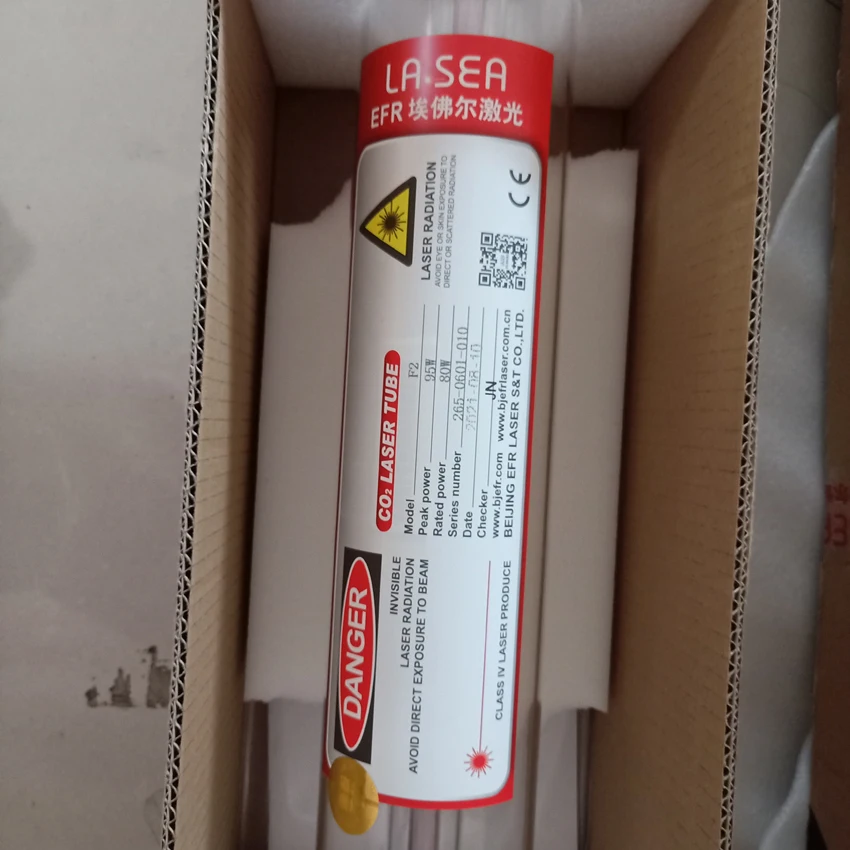 LA·SEA
EFR 埃佛尔激光
LASER RADIATION
AVOID EYE OR SKIN EXPOSURE TO
DIRECT OR SCATTERED RADIATION
CE
CO₂ LASER TUBE
Model F2
Peak power 95W
Rated power 80W
Series number 265-0601-010
Date 2021-08-10
Checker JN
www.bjefr.com www.bjefrlaser.com.cn
BEIJING EFR LASER S&T CO.,LTD.
DANGER
INVISIBLE
LASER RADIATION
AVOID DIRECT EXPOSURE TO BEAM
CLASS IV LASER PRODUCE